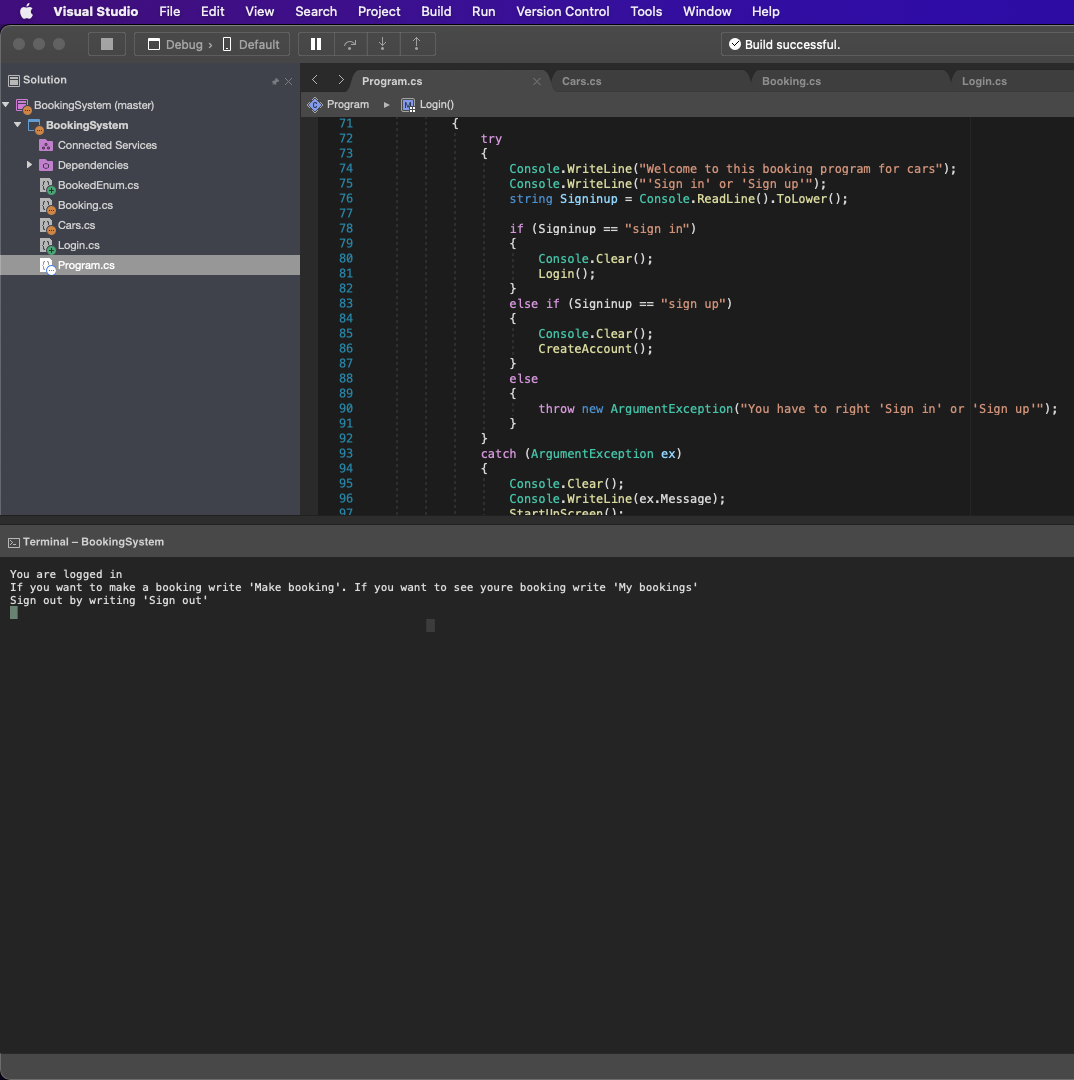 Visual Studio File Edit View Search Project Build Run Version Control Tools Window Help
Debug › Default
Build successful.
Solution
BookingSystem (master)
BookingSystem
Connected Services
Dependencies
BookedEnum.cs
Booking.cs
Cars.cs
Login.cs
Program.cs
Program.cs Cars.cs Booking.cs Login.cs
Program Login()
71 {
72 try
73 {
74 Console.WriteLine("Welcome to this booking program for cars");
75 Console.WriteLine("'Sign in' or 'Sign up'");
76 string Signinup = Console.ReadLine().ToLower();
77
78 if (Signinup == "sign in")
79 {
80 Console.Clear();
81 Login();
82 }
83 else if (Signinup == "sign up")
84 {
85 Console.Clear();
86 CreateAccount();
87 }
88 else
89 {
90 throw new ArgumentException("You have to right 'Sign in' or 'Sign up'");
91 }
92 }
93 catch (ArgumentException ex)
94 {
95 Console.Clear();
96 Console.WriteLine(ex.Message);
97 StartUpScreen();
Terminal – BookingSystem
You are logged in
If you want to make a booking write 'Make booking'. If you want to see youre booking write 'My bookings'
Sign out by writing 'Sign out'